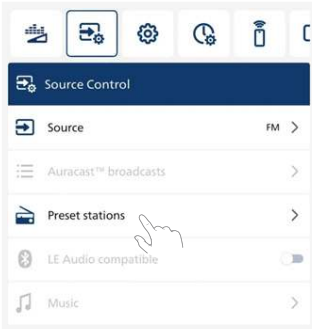 Source Control
Source FM
Auracast™ broadcasts
Preset stations
LE Audio compatible
Music